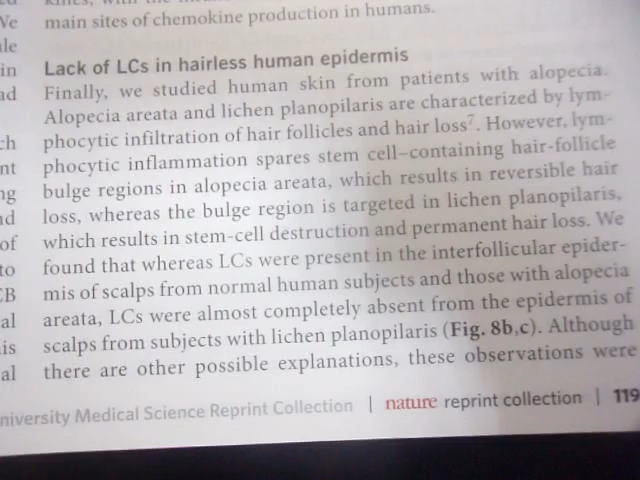 main sites of chemokine production in humans.
Lack of LCs in hairless human epidermis
Finally, we studied human skin from patients with alopecia.
Alopecia areata and lichen planopilaris are characterized by lym-
phocytic infiltration of hair follicles and hair loss7. However, lym-
phocytic inflammation spares stem cell–containing hair-follicle
bulge regions in alopecia areata, which results in reversible hair
loss, whereas the bulge region is targeted in lichen planopilaris,
which results in stem-cell destruction and permanent hair loss. We
found that whereas LCs were present in the interfollicular epider-
mis of scalps from normal human subjects and those with alopecia
areata, LCs were almost completely absent from the epidermis of
scalps from subjects with lichen planopilaris (Fig. 8b,c). Although
there are other possible explanations, these observations were
niversity Medical Science Reprint Collection | nature reprint collection | 119